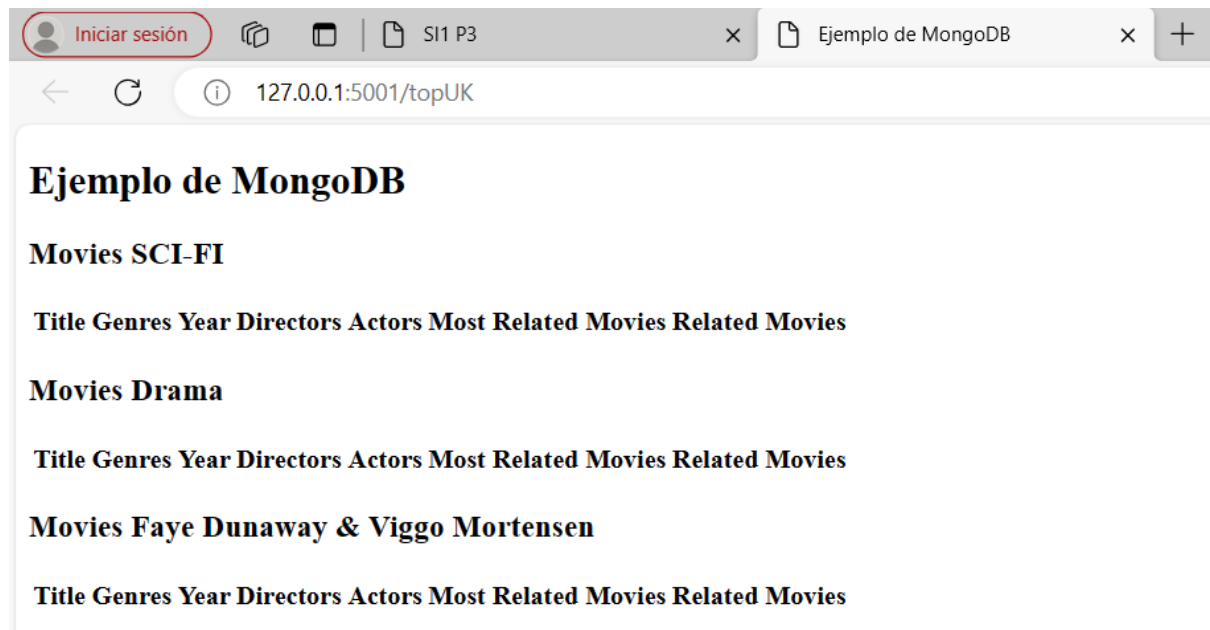 Iniciar sesión SI1 P3 Ejemplo de MongoDB
127.0.0.1:5001/topUK
Ejemplo de MongoDB
Movies SCI-FI
Title Genres Year Directors Actors Most Related Movies Related Movies
Movies Drama
Title Genres Year Directors Actors Most Related Movies Related Movies
Movies Faye Dunaway & Viggo Mortensen
Title Genres Year Directors Actors Most Related Movies Related Movies